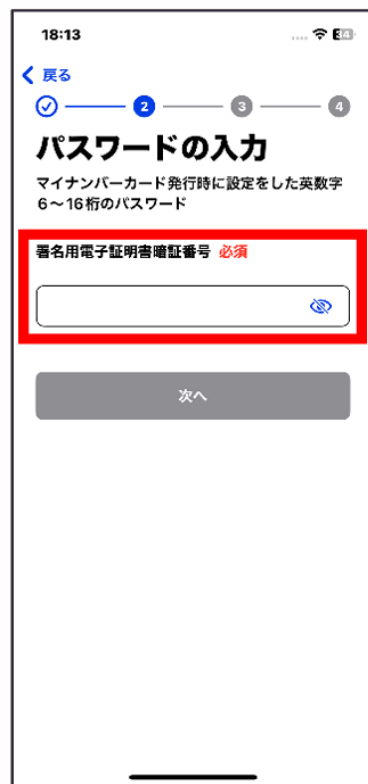 18:13
34
戻る
2 3 4
パスワードの入力
マイナンバーカード発行時に設定をした英数字
6～16桁のパスワード
署名用電子証明書暗証番号 必須
次へ